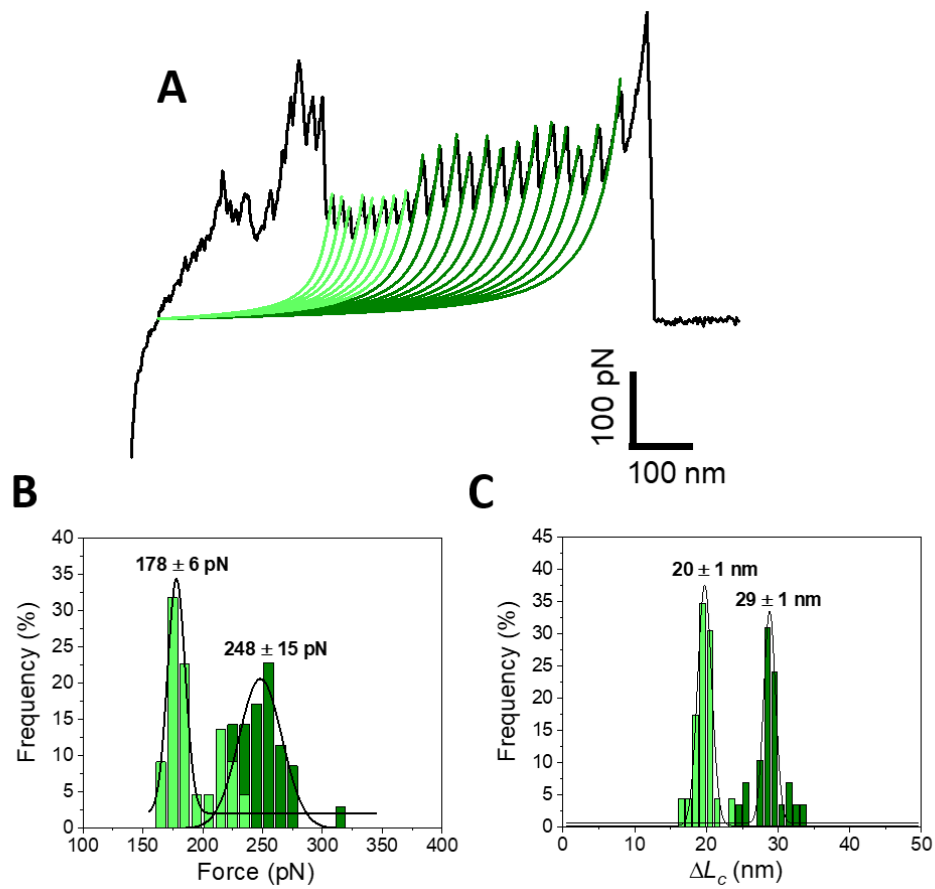 A
100 pN
100 nm
B
40
35
30
25
20
15
10
5
0
178 ± 6 pN
248 ± 15 pN
Frequency (%)
100
150
200
250
300
350
400
Force (pN)
C
45
40
35
30
25
20
15
10
5
0
20 ± 1 nm
29 ± 1 nm
Frequency (%)
0
10
20
30
40
50
ΔLc (nm)